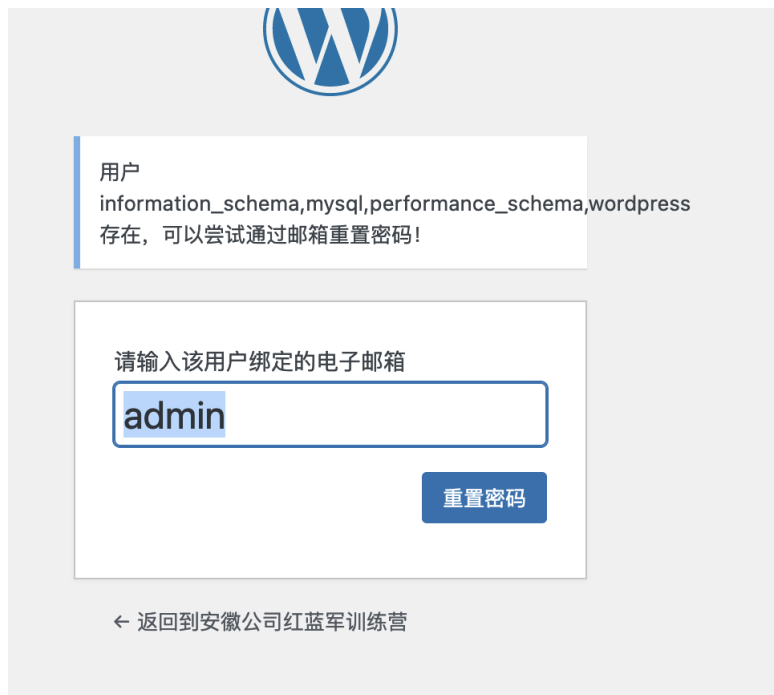 用户
information_schema,mysql,performance_schema,wordpress
存在，可以尝试通过邮箱重置密码！
请输入该用户绑定的电子邮箱
admin
重置密码
← 返回到安徽公司红蓝军训练营